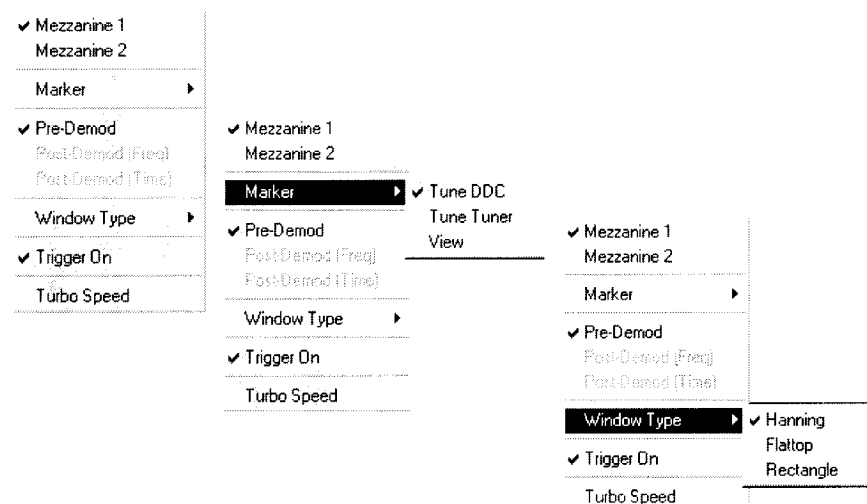 ✓ Mezzanine 1
Mezzanine 2
Marker
✓ Pre-Demod
Post-Demod (Freq)
Post-Demod (Time)
Window Type
✓ Trigger On
Turbo Speed
✓ Mezzanine 1
Mezzanine 2
Marker
✓ Pre-Demod
Post-Demod (Freq)
Post-Demod (Time)
Window Type
✓ Trigger On
Turbo Speed
✓ Tune DDC
Tune Tuner
View
✓ Mezzanine 1
Mezzanine 2
Marker
✓ Pre-Demod
Post-Demod (Freq)
Post-Demod (Time)
Window Type
✓ Trigger On
Turbo Speed
✓ Hanning
Flattop
Rectangle